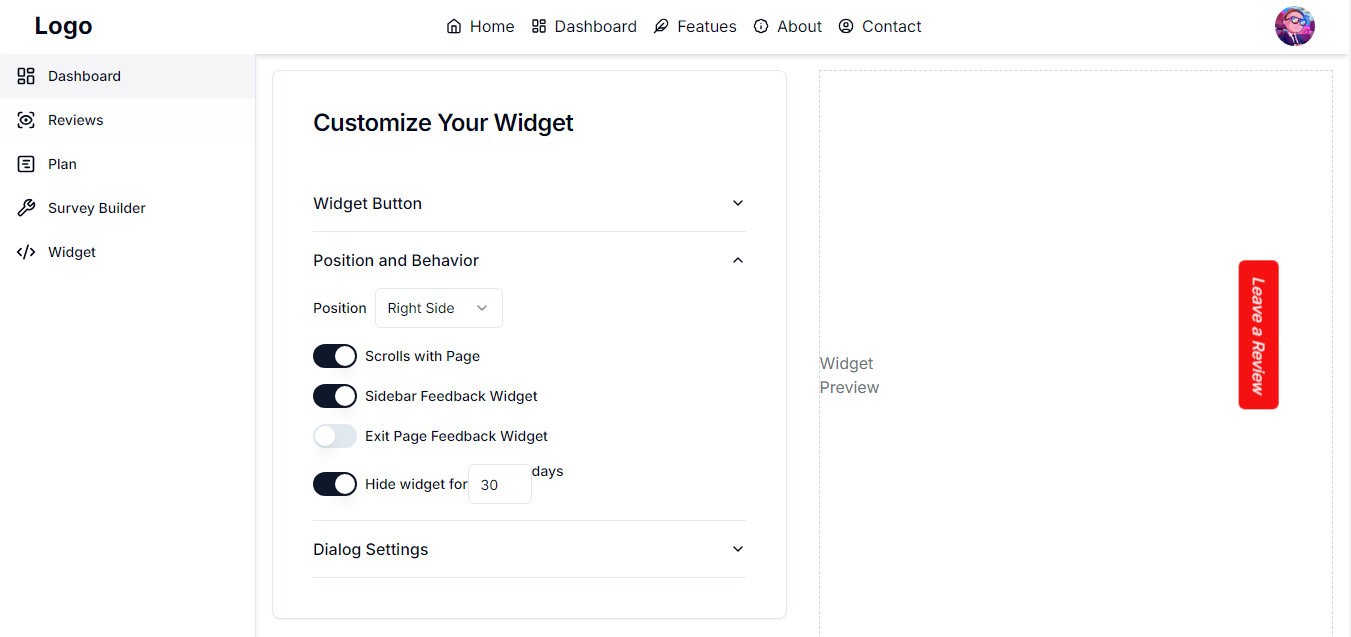 Logo
Home
Dashboard
Featues
About
Contact
Dashboard
Reviews
Plan
Survey Builder
Widget
Customize Your Widget
Widget Button
Position and Behavior
Position
Right Side
Scrolls with Page
Sidebar Feedback Widget
Exit Page Feedback Widget
Hide widget for 30 days
Dialog Settings
Widget
Preview
Leave a Review